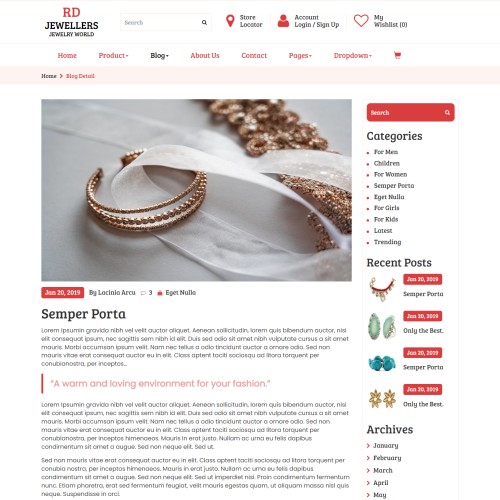 RD
JEWELLERS
JEWELRY WORLD
Search
Store
Locator
Account
Login / Sign Up
My
Wishlist (0)
Home
Product
Blog
About Us
Contact
Pages
Dropdown
Home > Blog Detail
Jan 20, 2019
By Lacinia Arcu
3
Eget Nulla
Semper Porta
Lorem Ipsumin gravida nibh vel velit auctor aliquet. Aenean sollicitudin, lorem quis bibendum auctor, nisi
elit consequat ipsum, nec sagittis sem nibh id elit. Duis sed odio sit amet nibh vulputate cursus a sit amet
mauris. Morbi accumsan ipsum velit. Nam nec tellus a odio tincidunt auctor a ornare odio. Sed non
mauris vitae erat consequat auctor eu in elit. Class aptent taciti sociosqu ad litora torquent per
conubianostra, per inceptos...
“A warm and loving environment for your fashion.”
Lorem Ipsumin gravida nibh vel velit auctor aliquet. Aenean sollicitudin, lorem quis bibendum auctor, nisi
elit consequat ipsum, nec sagittis sem nibh id elit. Duis sed odio sit amet nibh vulputate cursus a sit amet
mauris. Morbi accumsan ipsum velit. Nam nec tellus a odio tincidunt auctor a ornare odio. Sed non
mauris vitae erat consequat auctor eu in elit. Class aptent taciti sociosqu ad litora torquent per
conubianostra, per inceptos himenaeos. Mauris in erat justo. Nullam ac urna eu felis dapibus
condimentum sit amet a augue. Sed non neque elit. Sed ut.
Sed non mauris vitae erat consequat auctor eu in elit. Class aptent taciti sociosqu ad litora torquent per
conubia nostra, per inceptos himenaeos. Mauris in erat justo. Nullam ac urna eu felis dapibus
condimentum sit amet a augue. Sed non neque elit. Sed ut imperdiet nisi. Proin condimentum fermentum
nunc. Etiam pharetra, erat sed fermentum feugiat, velit mauris egestas quam, ut aliquam massa nisl quis
neque. Suspendisse in orci.
Search
Categories
For Men
Children
For Women
Semper Porta
Eget Nulla
For Girls
For Kids
Latest
Trending
Recent Posts
Jan 20, 2019
Semper Porta
Jan 20, 2019
Only the Best.
Jan 20, 2019
Semper Porta
Jan 20, 2019
Only the Best.
Archives
January
February
March
April
May